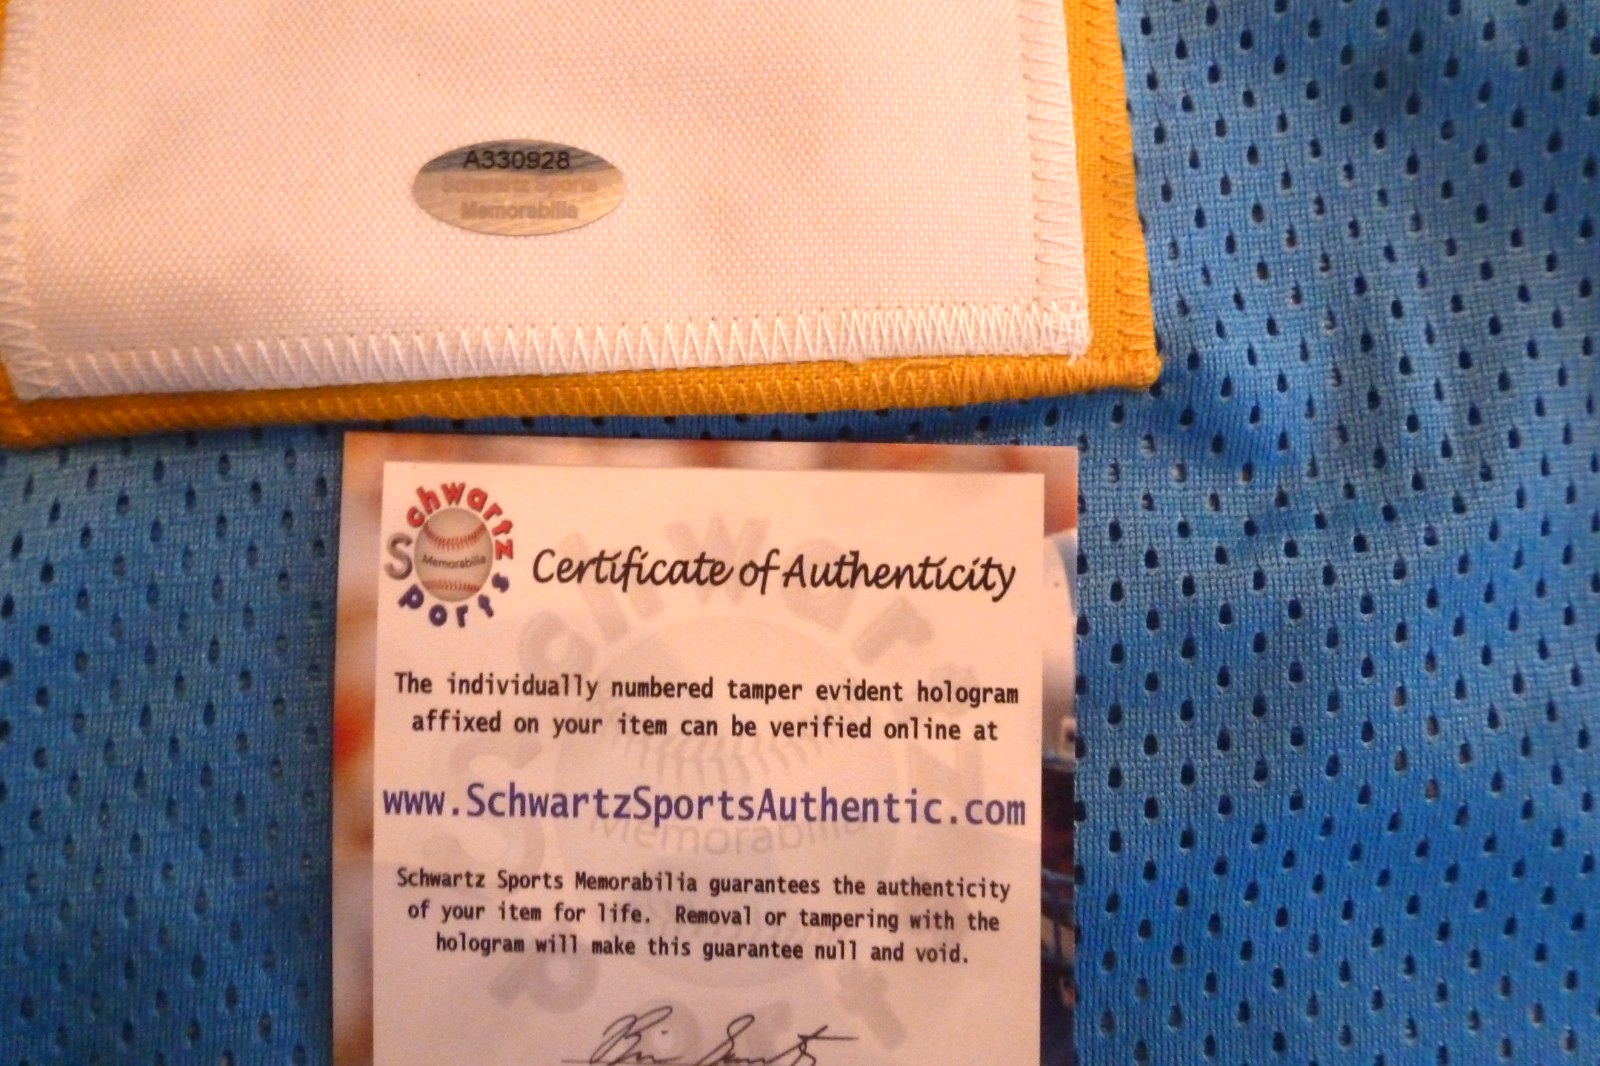 A330928
Schwartz Sports
Memorabilia
Schwartz
Memorabilia
Sports
Certificate of Authenticity
The individually numbered tamper evident hologram
affixed on your item can be verified online at
www.SchwartzSportsAuthentic.com
Schwartz Sports Memorabilia guarantees the authenticity
of your item for life. Removal or tampering with the
hologram will make this guarantee null and void.